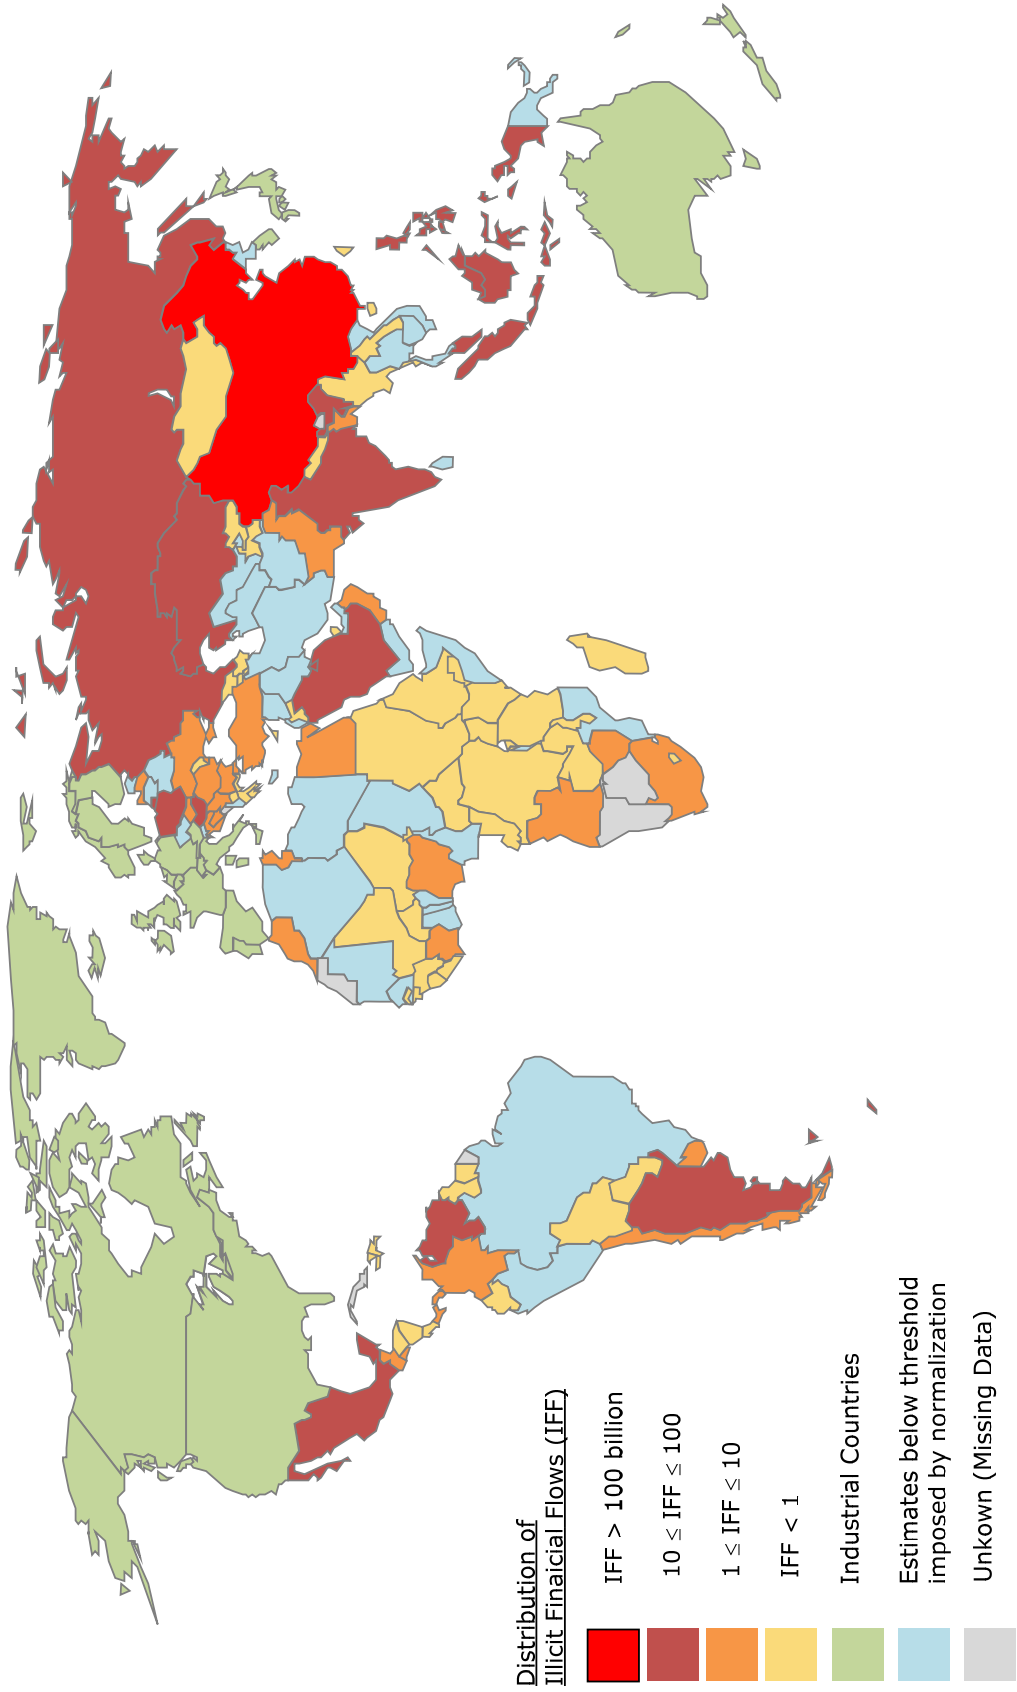 Distribution of
Illicit Finaicial Flows (IFF)
IFF > 100 billion
10 ≤ IFF ≤ 100
1 ≤ IFF ≤ 10
IFF < 1
Industrial Countries
Estimates below threshold
imposed by normalization
Unkown (Missing Data)